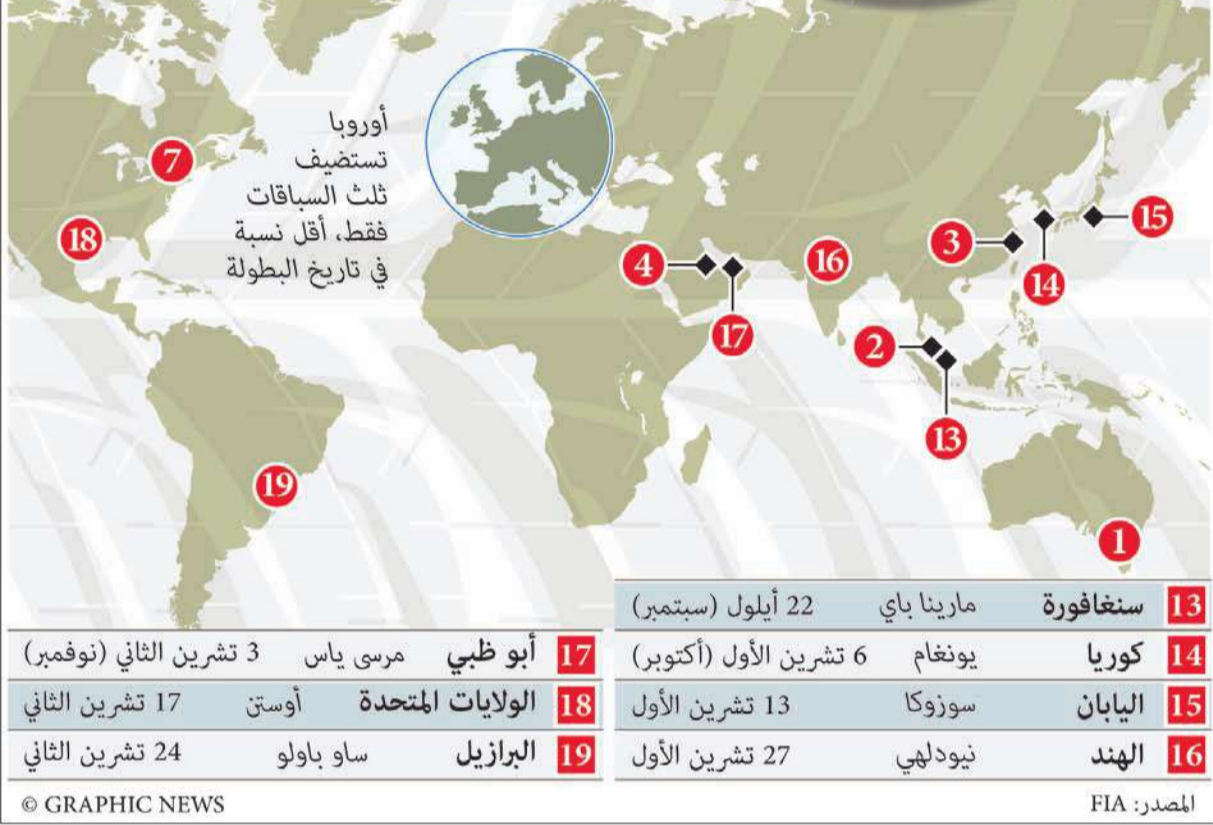 أوروبا
تستضيف
ثلث السباقات
فقط، أقل نسبة
في تاريخ البطولة
7
18
19
4
17
16
2
13
3
14
15
1
13 سنغافورة مارينا باي 22 أيلول (سبتمبر)
14 كوريا يونغام 6 تشرين الأول (أكتوبر)
15 اليابان سوزوكا 13 تشرين الأول
16 الهند نيودلهي 27 تشرين الأول
17 أبو ظبي مرسى ياس 3 تشرين الثاني (نوفمبر)
18 الولايات المتحدة أوستن 17 تشرين الثاني
19 البرازيل ساو باولو 24 تشرين الثاني
المصدر: FIA
© GRAPHIC NEWS